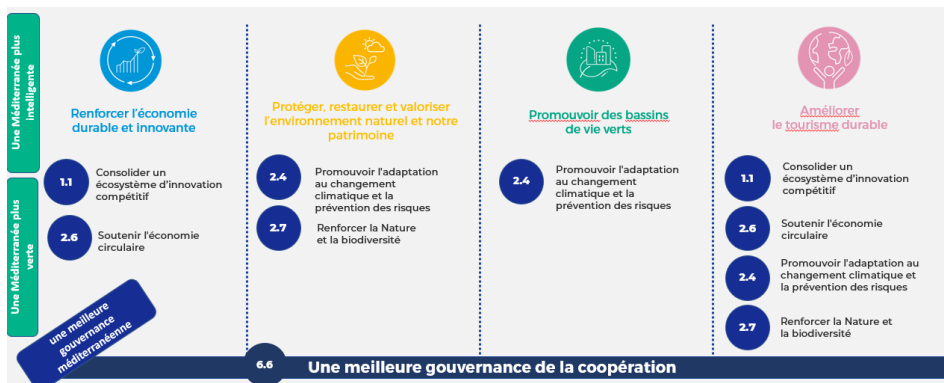 Une Méditerranée plus
intelligente
Une Méditerranée plus
verte
une meilleure
gouvernance
méditerranéenne
Renforcer l'économie
durable et innovante
1.1
Consolider un
écosystème d'innovation
compétitif
2.6
Soutenir l'économie
circulaire
Protéger, restaurer et valoriser
l'environnement naturel et notre
patrimoine
2.4
Promouvoir l'adaptation
au changement
climatique et la
prévention des risques
2.7
Renforcer la Nature
et la biodiversité
Promouvoir des bassins
de vie verts
2.4
Promouvoir l'adaptation
au changement
climatique et la
prévention des risques
Améliorer
le tourisme durable
1.1
Consolider un
écosystème d'innovation
compétitif
2.6
Soutenir l'économie
circulaire
2.4
Promouvoir l'adaptation au
changement climatique et
la prévention des risques
2.7
Renforcer la Nature et
la biodiversité
6.6
Une meilleure gouvernance de la coopération